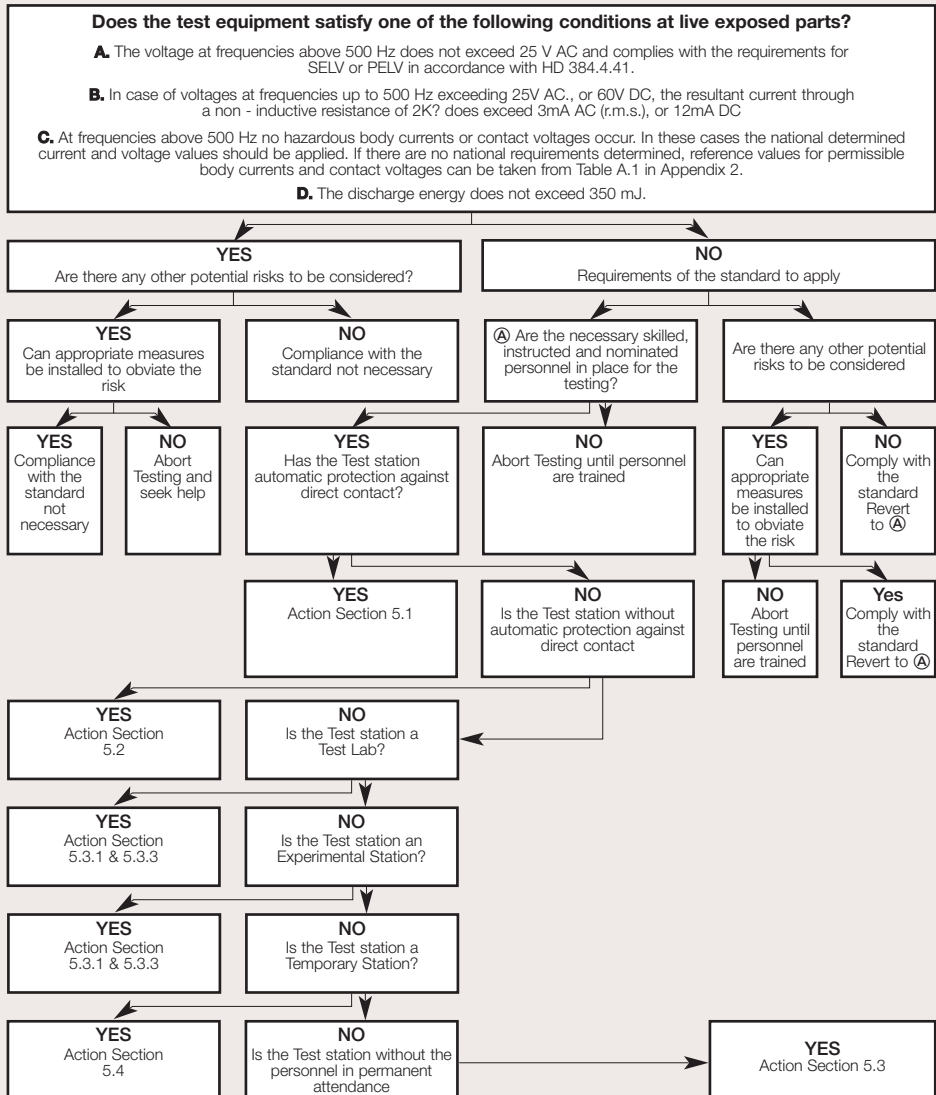 Does the test equipment satisfy one of the following conditions at live exposed parts?
A. The voltage at frequencies above 500 Hz does not exceed 25 V AC and complies with the requirements for
SELV or PELV in accordance with HD 384.4.41.
B. In case of voltages at frequencies up to 500 Hz exceeding 25V AC., or 60V DC, the resultant current through
a non - inductive resistance of 2K? does exceed 3mA AC (r.m.s.), or 12mA DC
C. At frequencies above 500 Hz no hazardous body currents or contact voltages occur. In these cases the national determined
current and voltage values should be applied. If there are no national requirements determined, reference values for permissible
body currents and contact voltages can be taken from Table A.1 in Appendix 2.
D. The discharge energy does not exceed 350 mJ.
YES
Are there any other potential risks to be considered?
NO
Requirements of the standard to apply
YES
Can appropriate measures
be installed to obviate the
risk
NO
Compliance with the
standard not necessary
Ⓐ Are the necessary skilled,
instructed and nominated
personnel in place for the
testing?
Are there any other potential
risks to be considered
YES
Compliance
with the
standard
not
necessary
NO
Abort
Testing and
seek help
YES
Has the Test station
automatic protection against
direct contact?
NO
Abort Testing until personnel
are trained
YES
Can
appropriate
measures
be installed
to obviate
the risk
NO
Comply with
the
standard
Revert
to Ⓐ
YES
Action Section 5.1
NO
Is the Test station without
automatic protection against
direct contact
NO
Abort
Testing until
personnel
are trained
Yes
Comply with
the
standard
Revert to Ⓐ
YES
Action Section
5.2
NO
Is the Test station a
Test Lab?
YES
Action Section
5.3.1 & 5.3.3
NO
Is the Test station an
Experimental Station?
YES
Action Section
5.3.1 & 5.3.3
NO
Is the Test station a
Temporary Station?
YES
Action Section
5.4
NO
Is the Test station without the
personnel in permanent
attendance
YES
Action Section 5.3